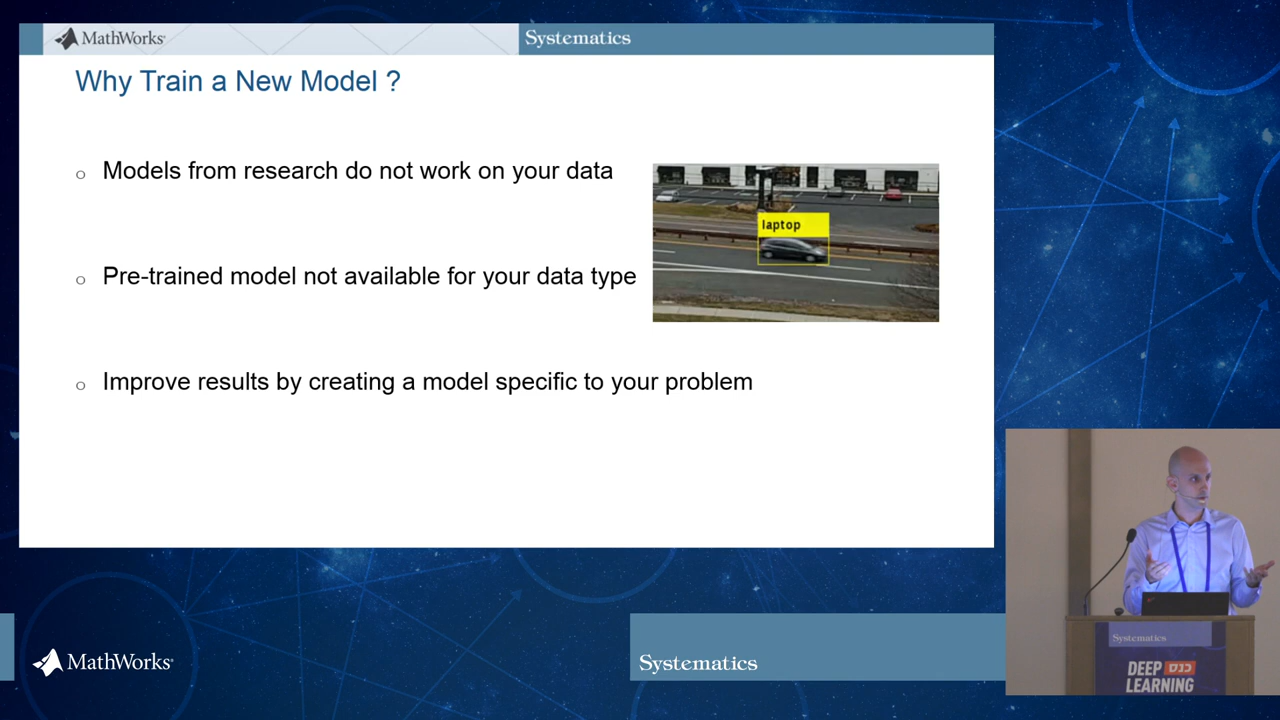 MathWorks®
Systematics
Why Train a New Model ?
o Models from research do not work on your data
laptop
o Pre-trained model not available for your data type
o Improve results by creating a model specific to your problem
MathWorks®
Systematics
Systematics
DEEP כנס
LEARNING